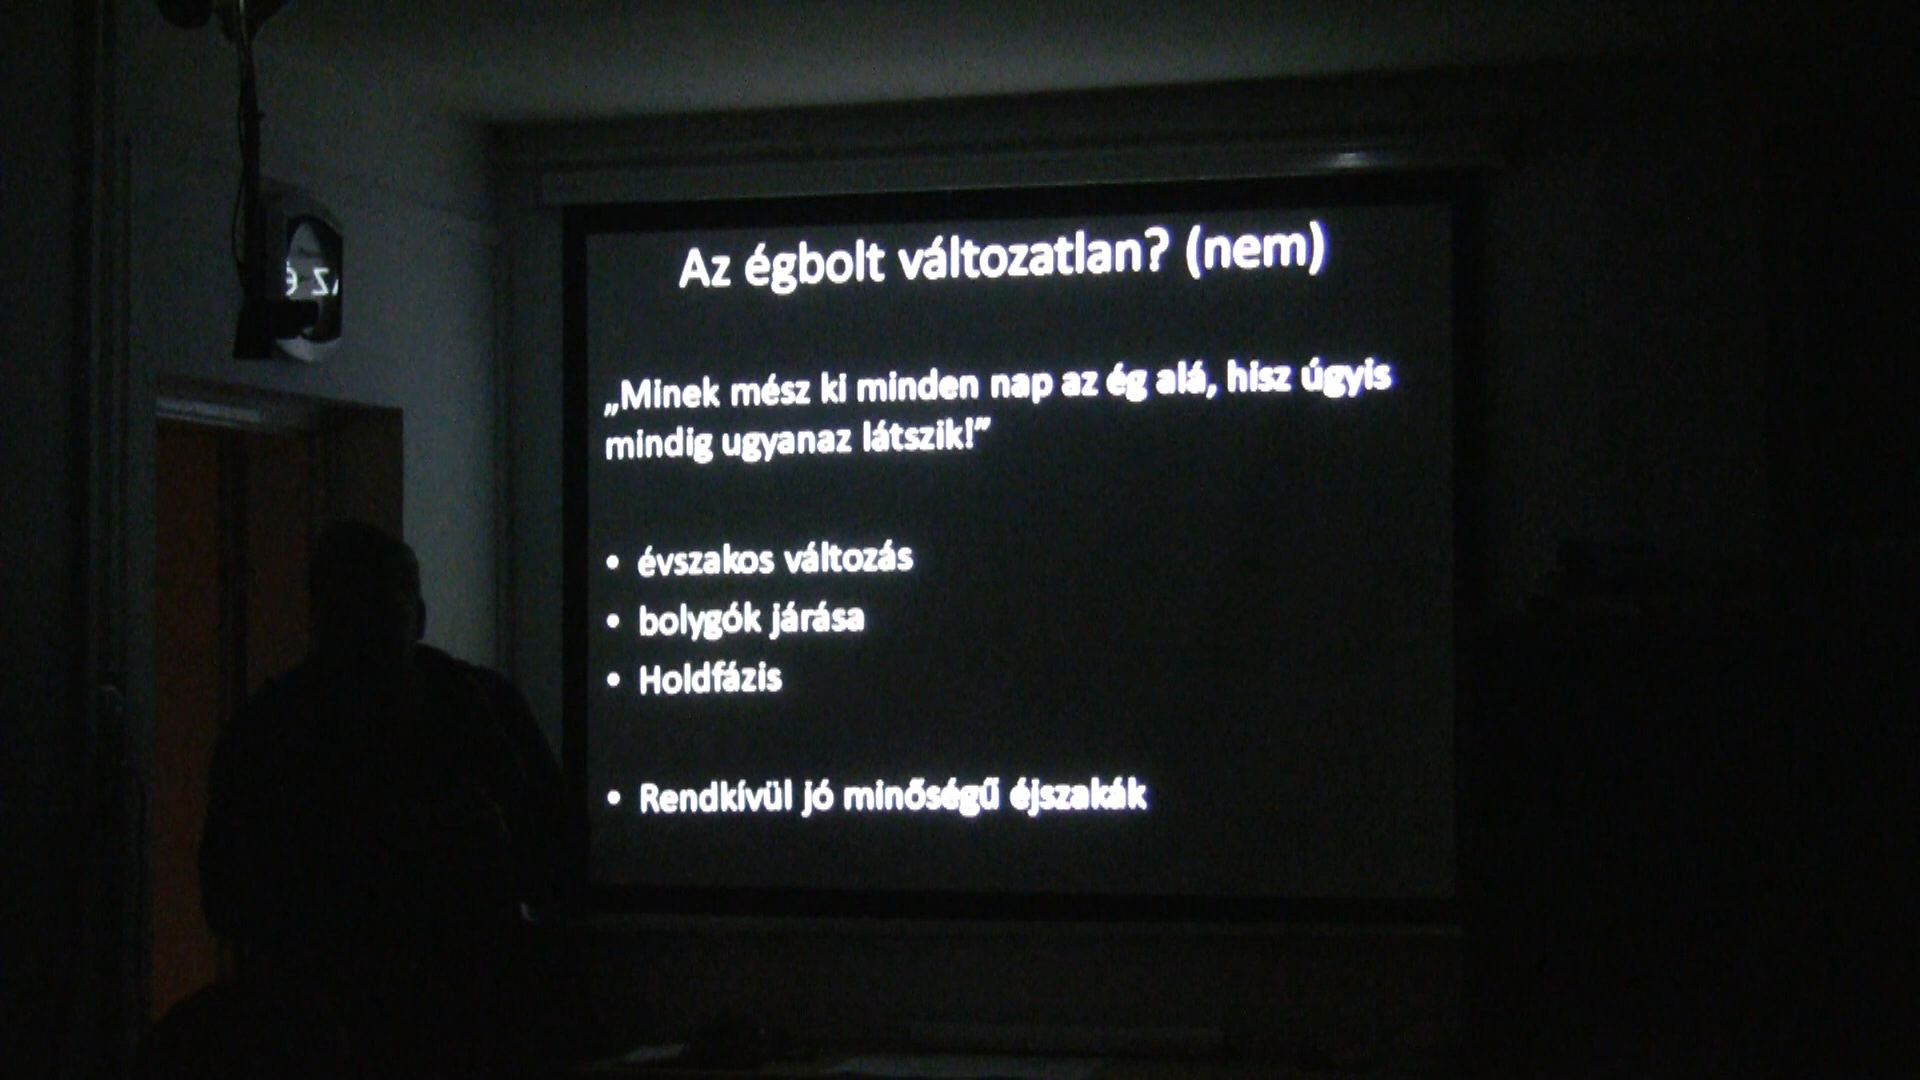 Az égbolt változatlan? (nem)
„Minek mész ki minden nap az ég alá, hisz úgyis
mindig ugyanaz látszik!”
• évszakos változás
• bolygók járása
• Holdfázis
• Rendkívül jó minőségű éjszakák